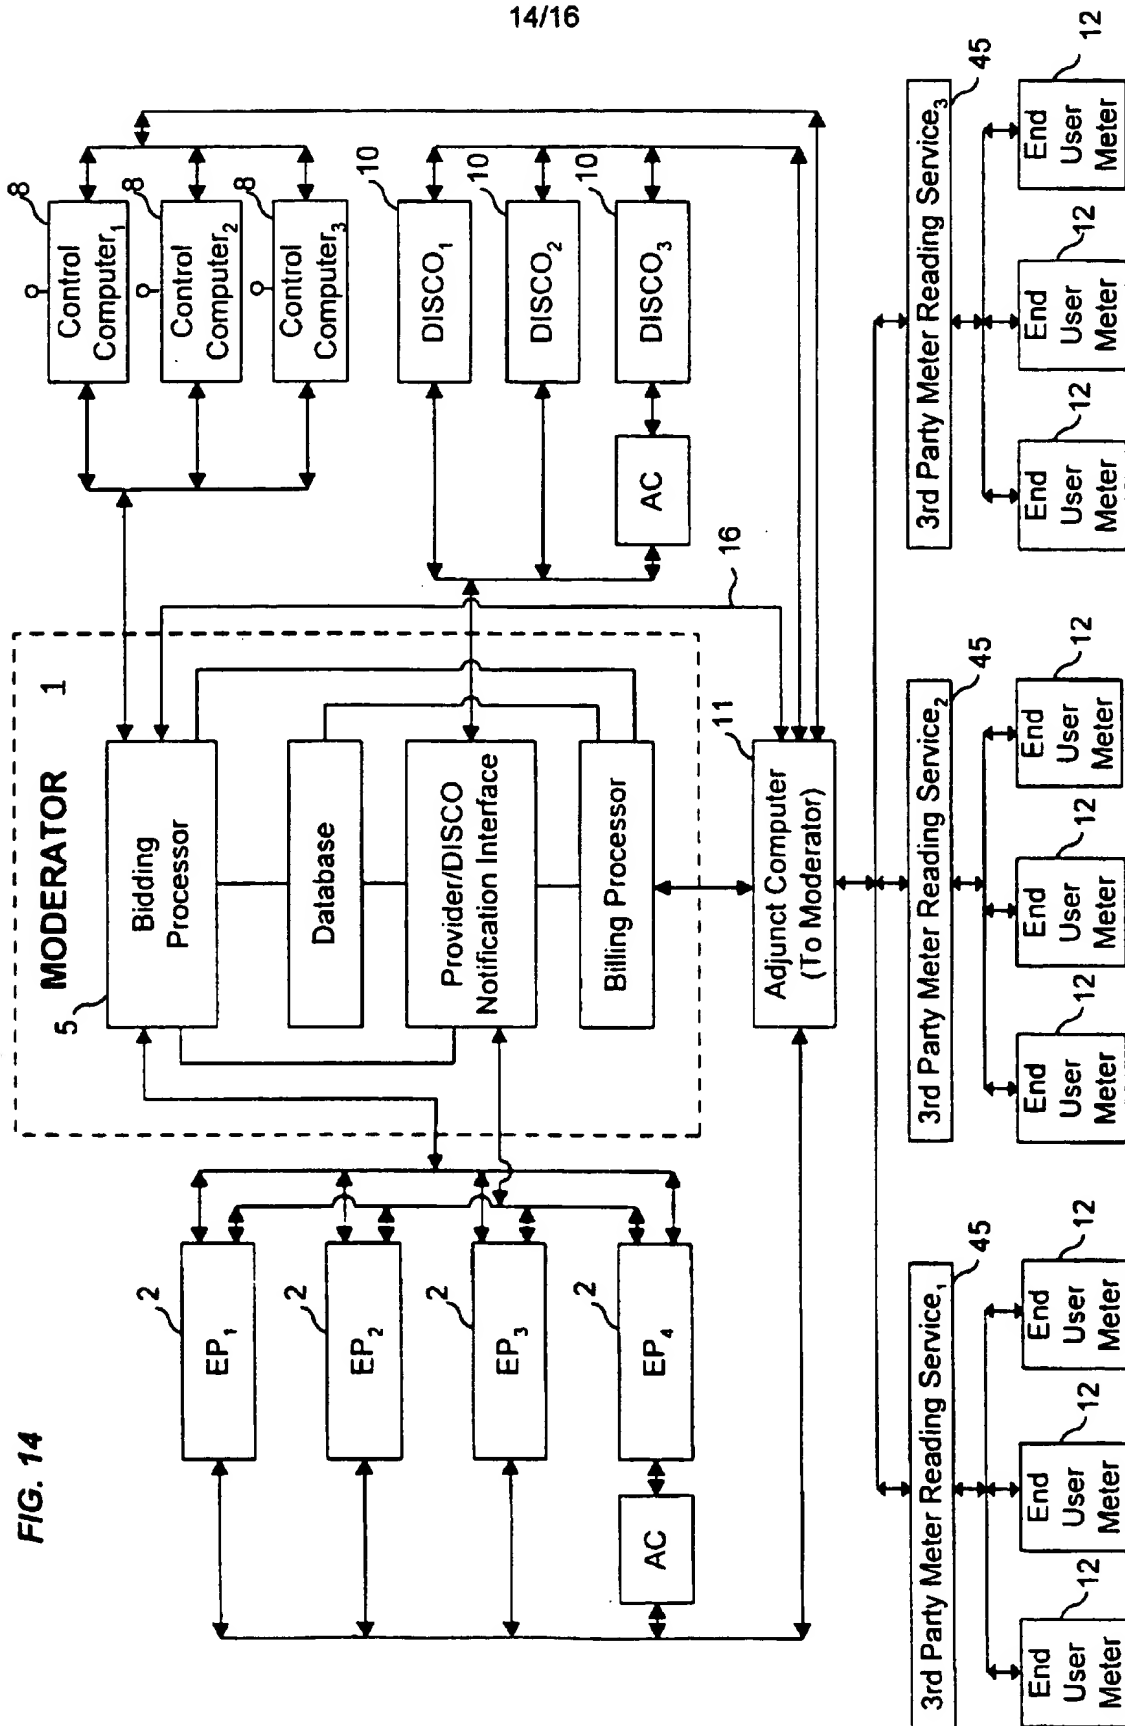 14/16
FIG. 14
MODERATOR
1
5
Bidding
Processor
Database
Provider/DISCO
Notification Interface
Billing Processor
2
EP₁
2
EP₂
2
EP₃
2
EP₄
AC
8
Control
Computer₁
8
Control
Computer₂
8
Control
Computer₃
10
DISCO₁
10
DISCO₂
10
DISCO₃
AC
16
11
Adjunct Computer
(To Moderator)
45
3rd Party Meter Reading Service₁
12
End
User
Meter
12
End
User
Meter
12
End
User
Meter
45
3rd Party Meter Reading Service₂
12
End
User
Meter
12
End
User
Meter
12
End
User
Meter
45
3rd Party Meter Reading Service₃
12
End
User
Meter
12
End
User
Meter
12
End
User
Meter